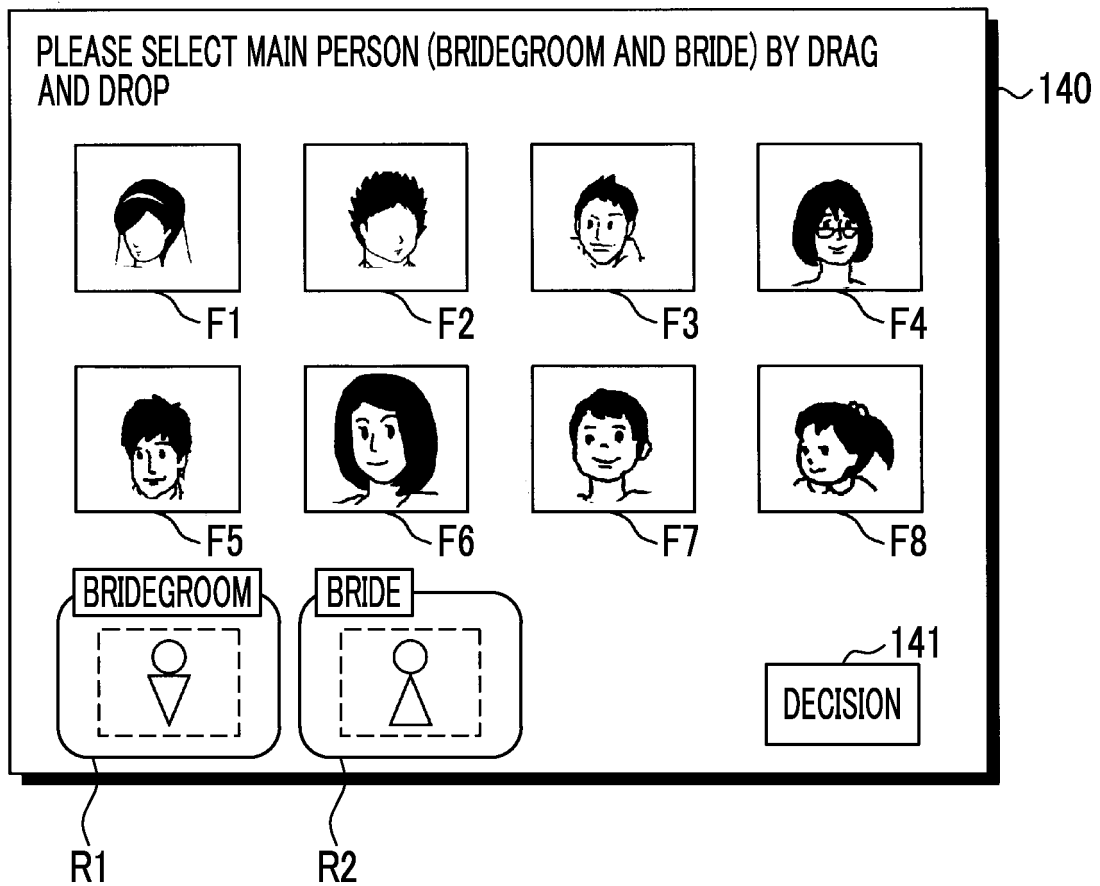 PLEASE SELECT MAIN PERSON (BRIDEGROOM AND BRIDE) BY DRAG
AND DROP
140
F1
F2
F3
F4
F5
F6
F7
F8
BRIDEGROOM
BRIDE
141
DECISION
R1
R2